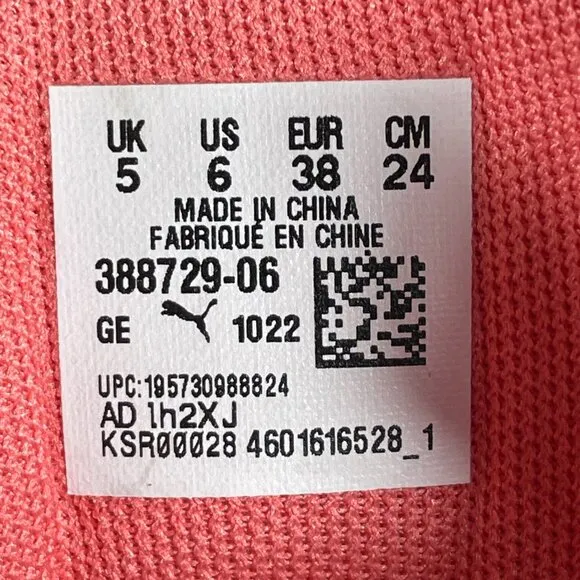 UK US EUR CM
5 6 38 24
MADE IN CHINA
FABRIQUÉ EN CHINE
388729-06
GE 1022
UPC:195730988824
AD 1h2XJ
KSR00028 4601616528_1